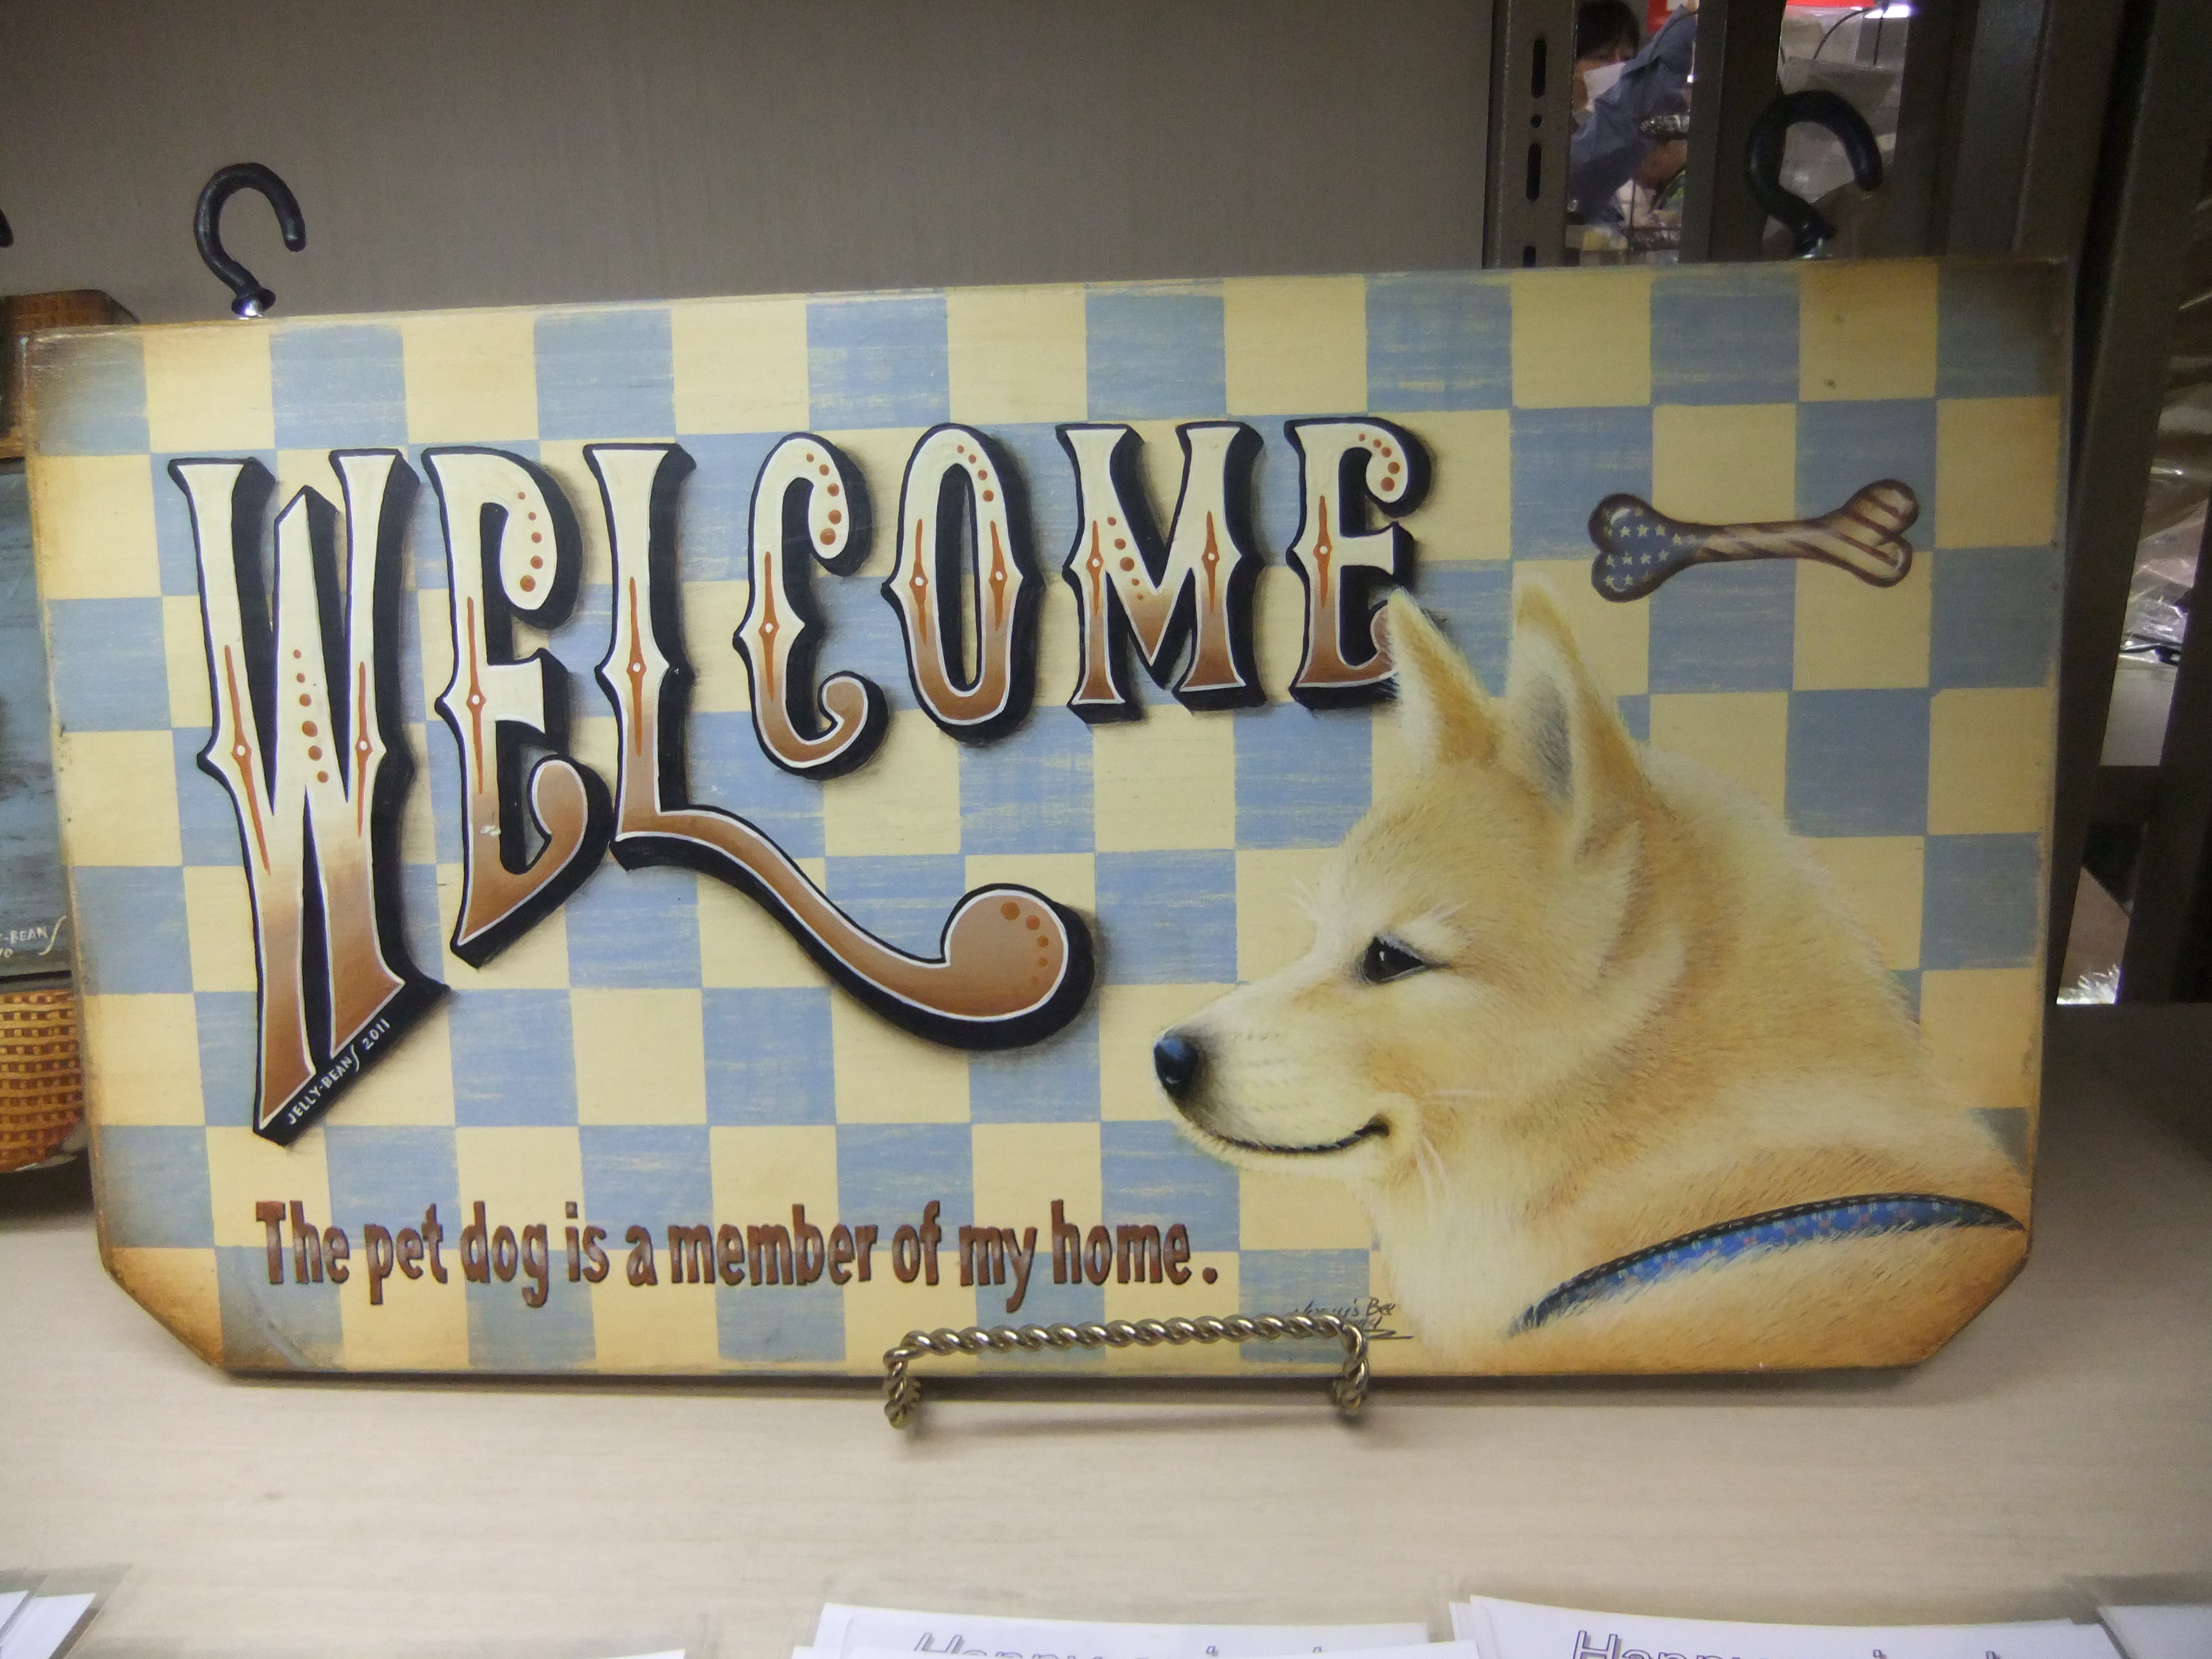 WELCOME
JELLY-BEANS 2011
The pet dog is a member of my home.